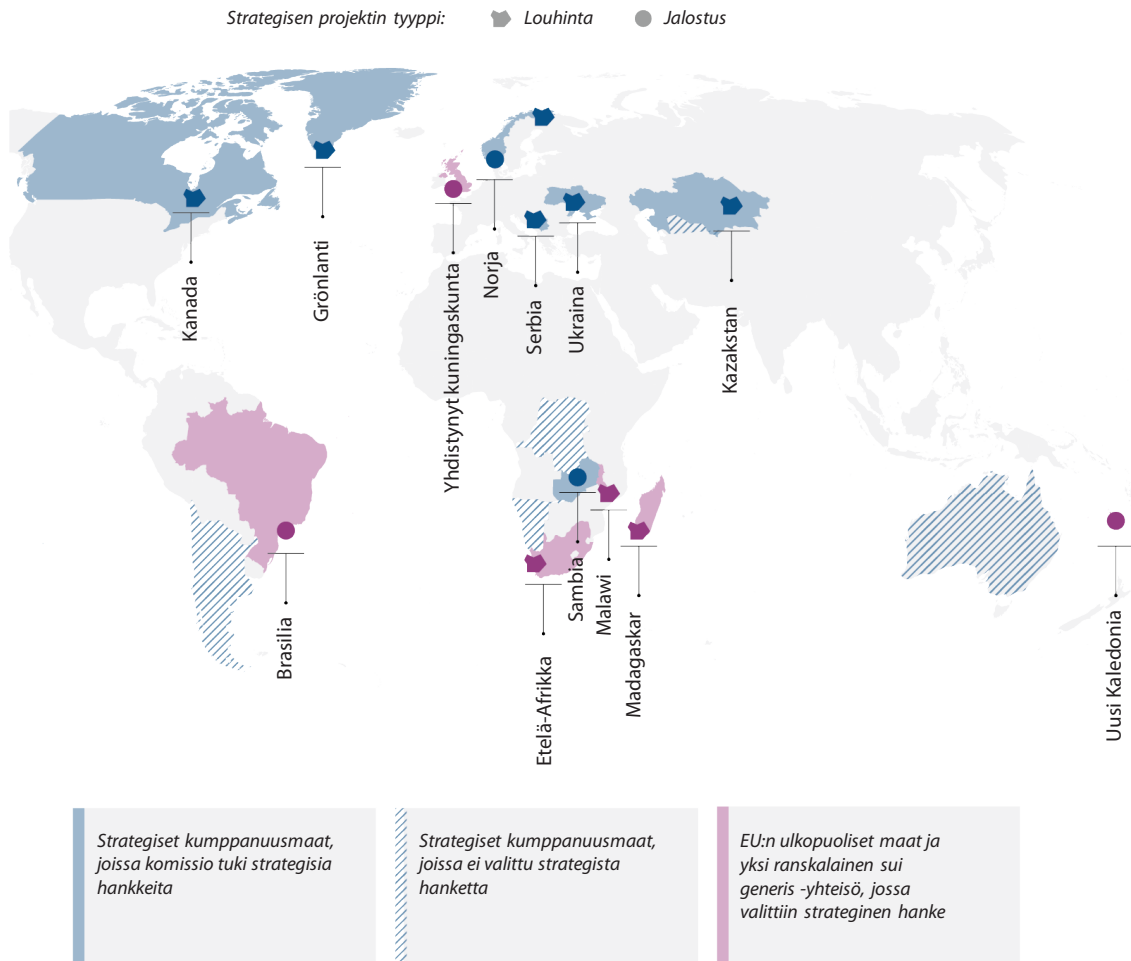 Strategisen projektin tyyppi: Louhinta Jalostus
Kanada
Grönlanti
Yhdistynyt kuningaskunta
Norja
Serbia
Ukraina
Kazakstan
Brasilia
Etelä-Afrikka
Sambia
Malawi
Madagaskar
Uusi Kaledonia
Strategiset kumppanuusmaat,
joissa komissio tuki strategisia
hankkeita
Strategiset kumppanuusmaat,
joissa ei valittu strategista
hanketta
EU:n ulkopuoliset maat ja
yksi ranskalainen sui
generis -yhteisö, jossa
valittiin strateginen hanke